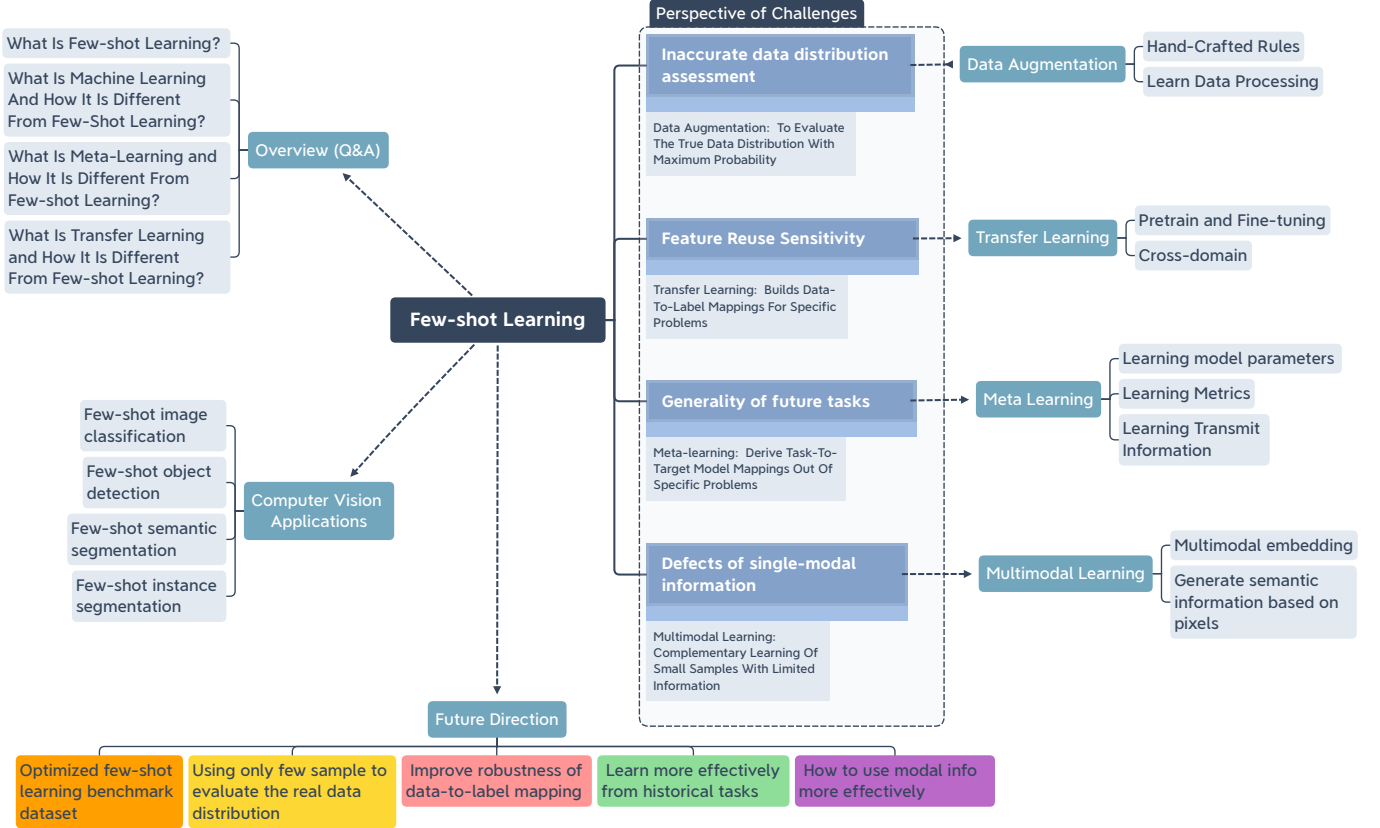 Perspective of Challenges
What Is Few-shot Learning?
What Is Machine Learning
And How It Is Different
From Few-Shot Learning?
What Is Meta-Learning and
How It Is Different From
Few-shot Learning?
What Is Transfer Learning
and How It Is Different
From Few-shot Learning?
Overview (Q&A)
Few-shot Learning
Few-shot image
classification
Few-shot object
detection
Few-shot semantic
segmentation
Few-shot instance
segmentation
Computer Vision
Applications
Inaccurate data distribution
assessment
Data Augmentation: To Evaluate
The True Data Distribution With
Maximum Probability
Data Augmentation
Hand-Crafted Rules
Learn Data Processing
Feature Reuse Sensitivity
Transfer Learning: Builds Data-
To-Label Mappings For Specific
Problems
Transfer Learning
Pretrain and Fine-tuning
Cross-domain
Generality of future tasks
Meta-learning: Derive Task-To-
Target Model Mappings Out Of
Specific Problems
Meta Learning
Learning model parameters
Learning Metrics
Learning Transmit
Information
Defects of single-modal
information
Multimodal Learning:
Complementary Learning Of
Small Samples With Limited
Information
Multimodal Learning
Multimodal embedding
Generate semantic
information based on
pixels
Future Direction
Optimized few-shot
learning benchmark
dataset
Using only few sample to
evaluate the real data
distribution
Improve robustness of
data-to-label mapping
Learn more effectively
from historical tasks
How to use modal info
more effectively